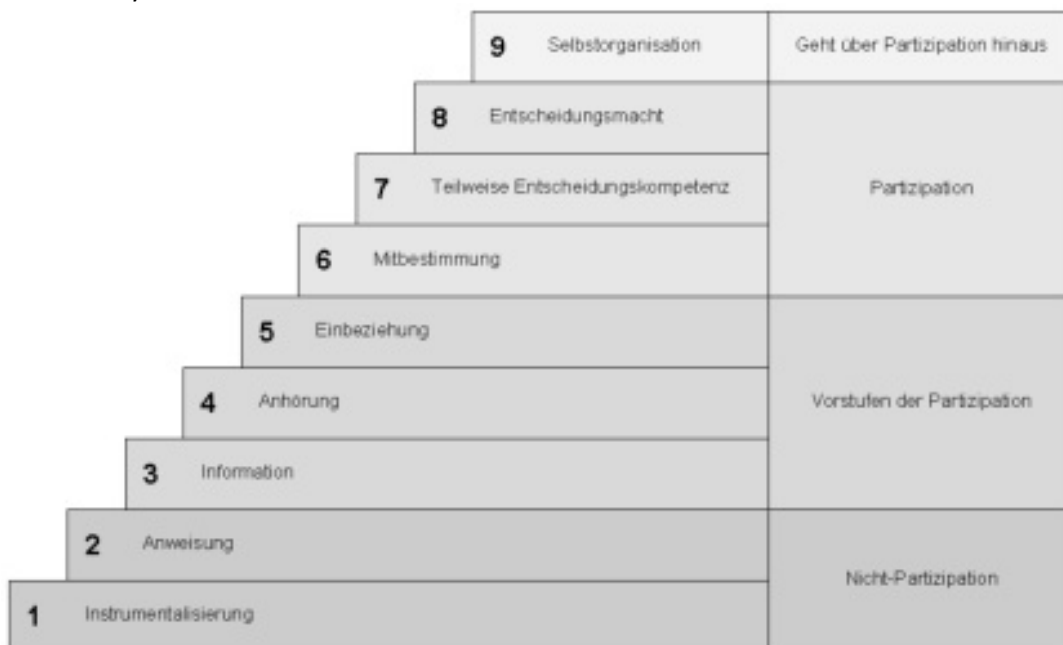 9 Selbstorganisation Geht über Partizipation hinaus
8 Entscheidungsmacht
7 Teilweise Entscheidungskompetenz Partizipation
6 Mitbestimmung
5 Einbeziehung
4 Anhörung Vorstufen der Partizipation
3 Information
2 Anweisung
Nicht-Partizipation
1 Instrumentalisierung